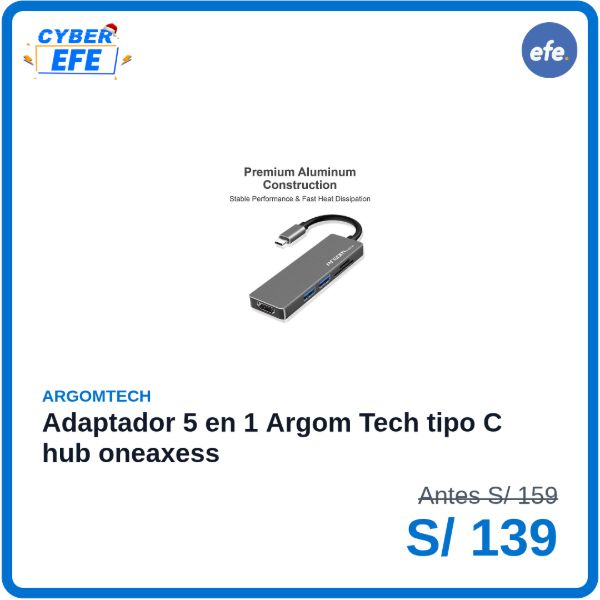 CYBER
EFE
efe.
Premium Aluminum
Construction
Stable Performance & Fast Heat Dissipation
ARGOMTECH
Adaptador 5 en 1 Argom Tech tipo C
hub oneaxess
Antes S/ 159
S/ 139